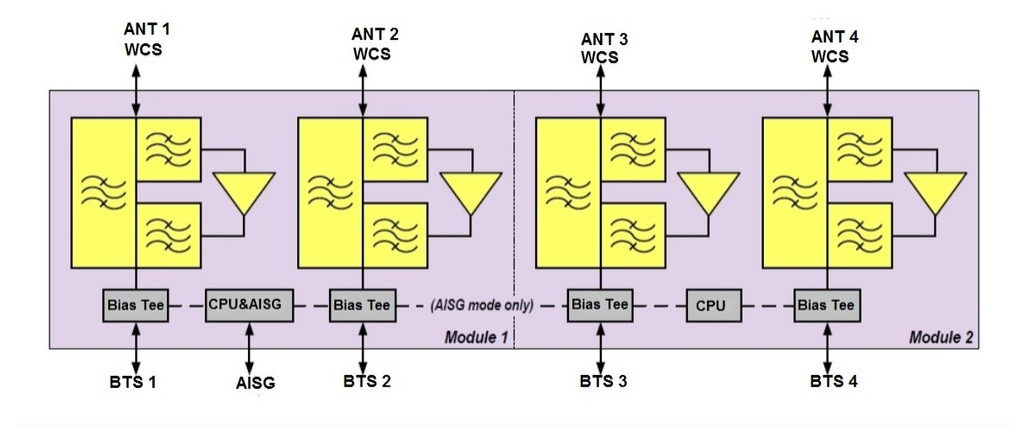 ANT 1
WCS
ANT 2
WCS
ANT 3
WCS
ANT 4
WCS
Bias Tee
CPU&AISG
Bias Tee
(AISG mode only)
Bias Tee
CPU
Bias Tee
Module 1
Module 2
BTS 1
AISG
BTS 2
BTS 3
BTS 4